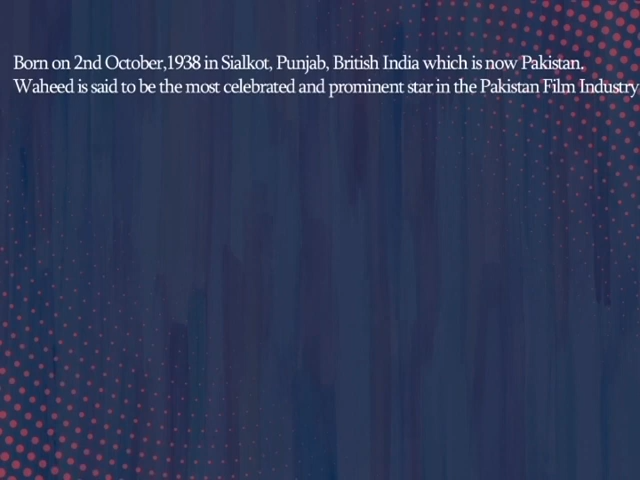 Born on 2nd October,1938 in Sialkot, Punjab, British India which is now Pakistan.
Waheed is said to be the most celebrated and prominent star in the Pakistan Film Industry